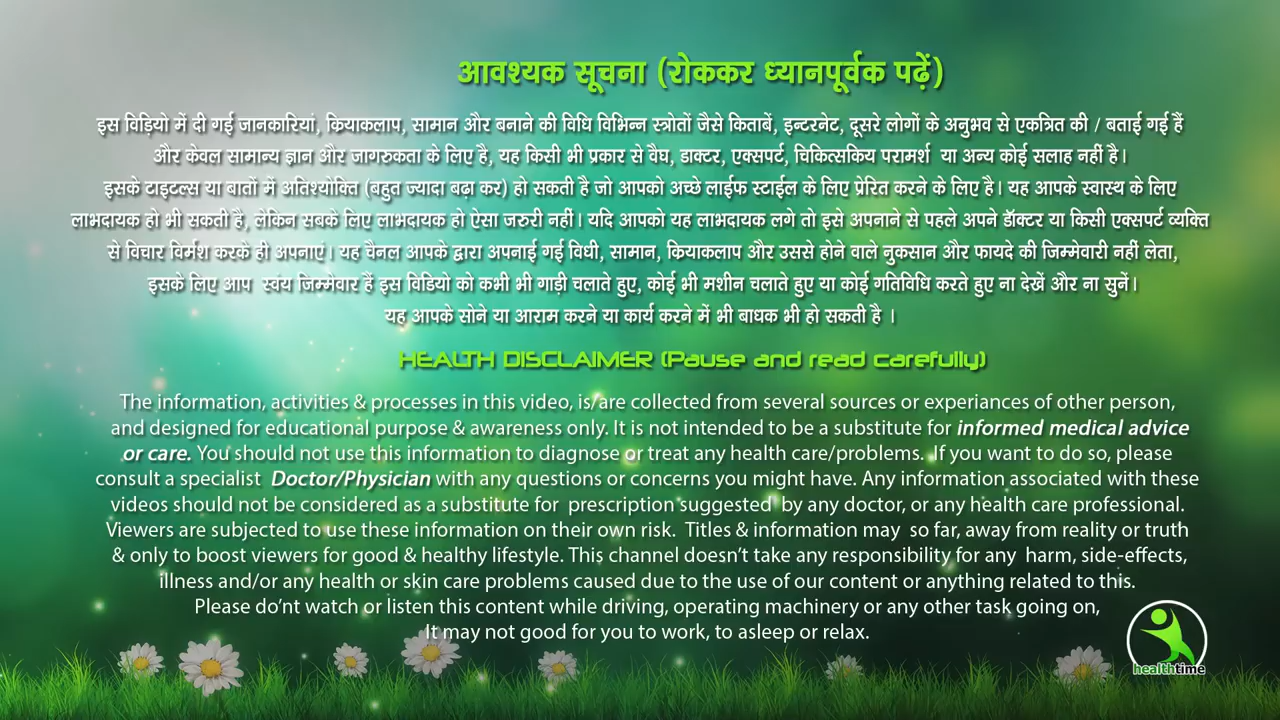 आवश्यक सूचना (रोककर ध्यानपूर्वक पढ़ें)
इस विड़ियो में दी गई जानकारियां, क्रियाकलाप, सामान और बनाने की विधि विभिन्न स्त्रोतों जैसे किताबें, इन्टरनेट, दूसरे लोगों के अनुभव से एकत्रित की / बताई गई हैं
और केवल सामान्य ज्ञान और जागरुकता के लिए है, यह किसी भी प्रकार से वैघ, डाक्टर, एक्सपर्ट, चिकित्सकिय परामर्श या अन्य कोई सलाह नहीं है।
इसके टाइटल्स या बातों में अतिश्योक्ति (बहुत ज्यादा बढ़ा कर) हो सकती है जो आपको अच्छे लाईफ स्टाईल के लिए प्रेरित करने के लिए है। यह आपके स्वास्थ के लिए
लाभदायक हो भी सकती है, लेकिन सबके लिए लाभदायक हो ऐसा जरुरी नहीं। यदि आपको यह लाभदायक लगे तो इसे अपनाने से पहले अपने डॉक्टर या किसी एक्सपर्ट व्यक्ति
से विचार विर्मश करके ही अपनाएं। यह चैनल आपके द्वारा अपनाई गई विधी, सामान, क्रियाकलाप और उससे होने वाले नुकसान और फायदे की जिम्मेवारी नहीं लेता,
इसके लिए आप स्वंय जिम्मेवार हैं इस विडियो को कभी भी गाड़ी चलाते हुए, कोई भी मशीन चलाते हुए या कोई गतिविधि करते हुए ना देखें और ना सुनें।
यह आपके सोने या आराम करने या कार्य करने में भी बाधक भी हो सकती है ।
HEALTH DISCLAIMER (Pause and read carefully)
The information, activities & processes in this video, is/are collected from several sources or experiances of other person,
and designed for educational purpose & awareness only. It is not intended to be a substitute for informed medical advice
or care. You should not use this information to diagnose or treat any health care/problems. If you want to do so, please
consult a specialist Doctor/Physician with any questions or concerns you might have. Any information associated with these
videos should not be considered as a substitute for prescription suggested by any doctor, or any health care professional.
Viewers are subjected to use these information on their own risk. Titles & information may so far, away from reality or truth
& only to boost viewers for good & healthy lifestyle. This channel doesn't take any responsibility for any harm, side-effects,
illness and/or any health or skin care problems caused due to the use of our content or anything related to this.
Please do'nt watch or listen this content while driving, operating machinery or any other task going on,
It may not good for you to work, to asleep or relax.
healthtime